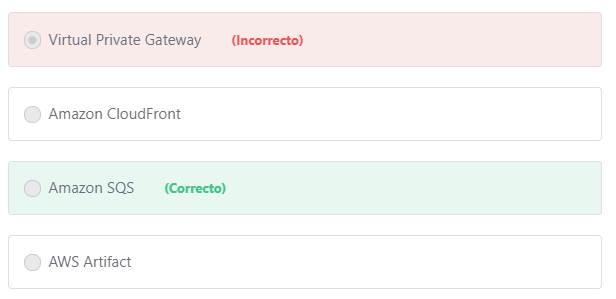 Virtual Private Gateway (Incorrecto)
Amazon CloudFront
Amazon SQS (Correcto)
AWS Artifact